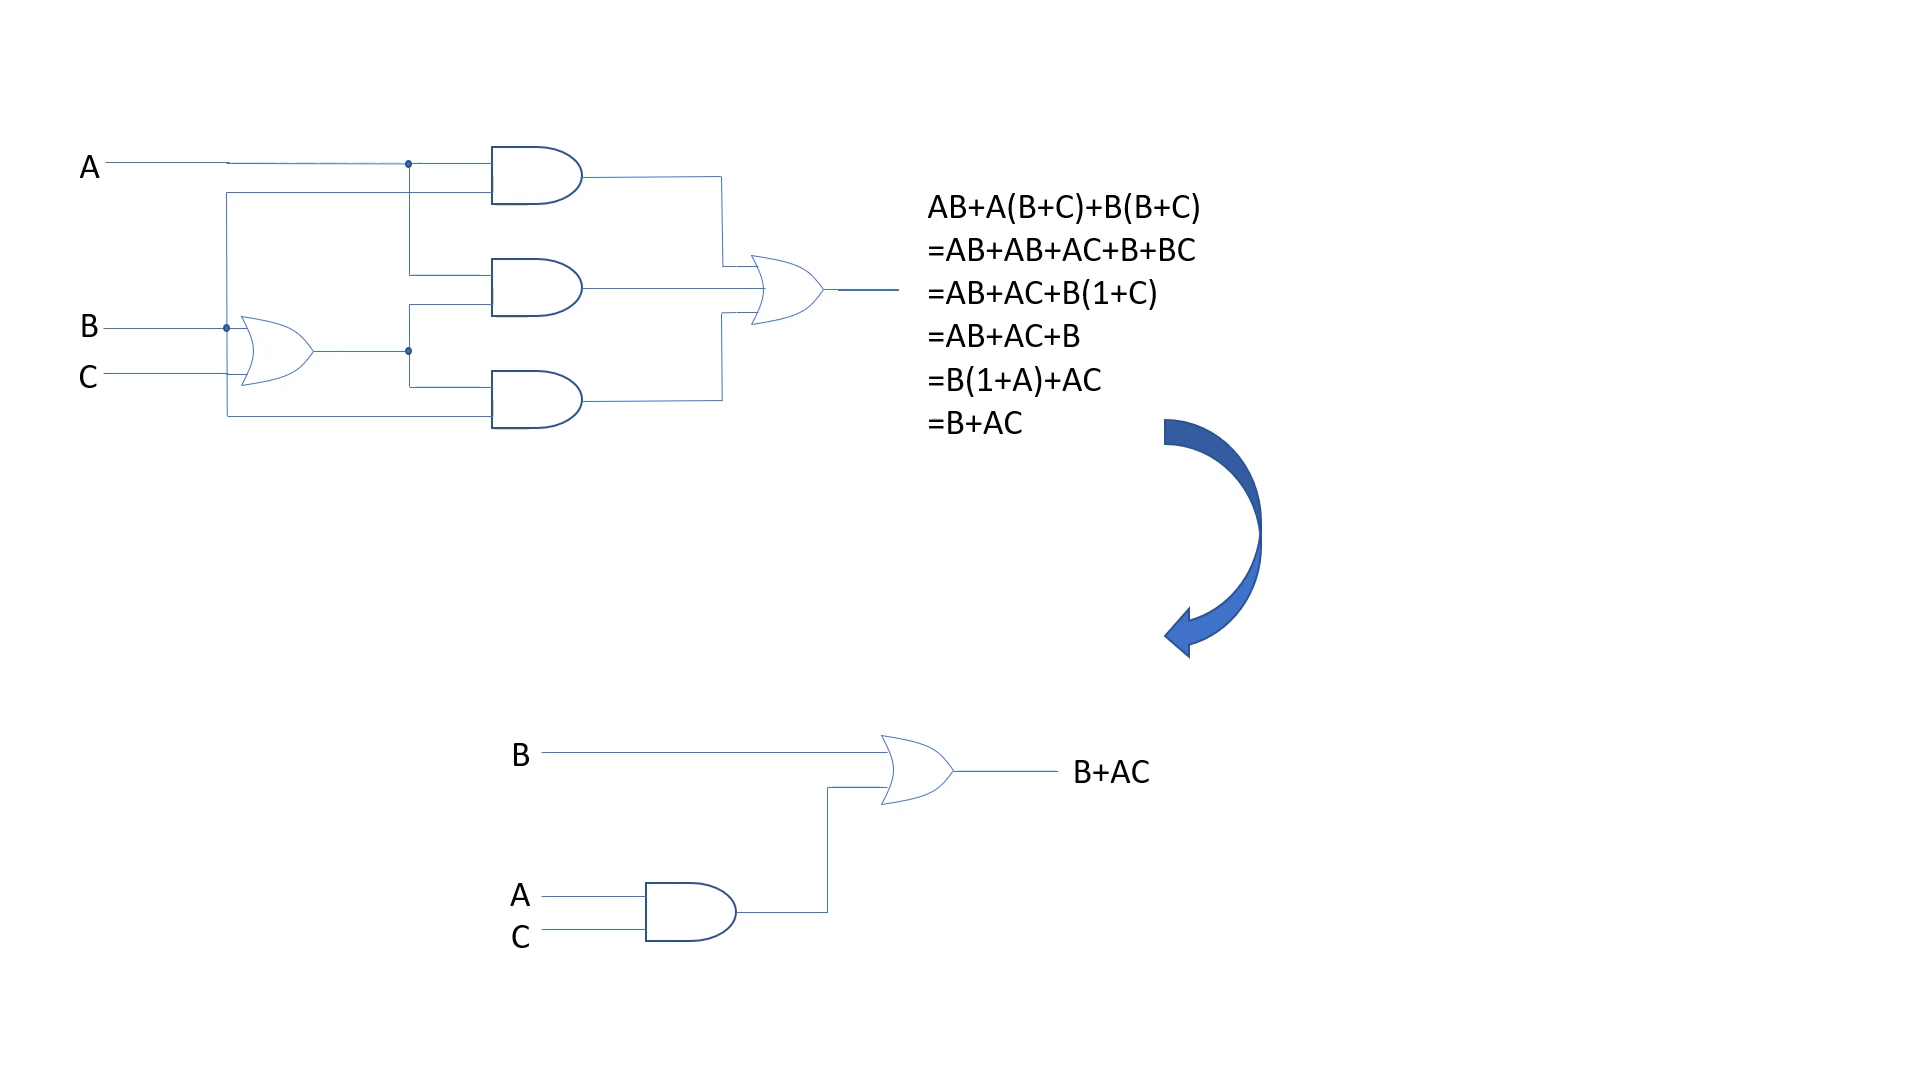 A
B
C
AB+A(B+C)+B(B+C)
=AB+AB+AC+B+BC
=AB+AC+B(1+C)
=AB+AC+B
=B(1+A)+AC
=B+AC
B
B+AC
A
C